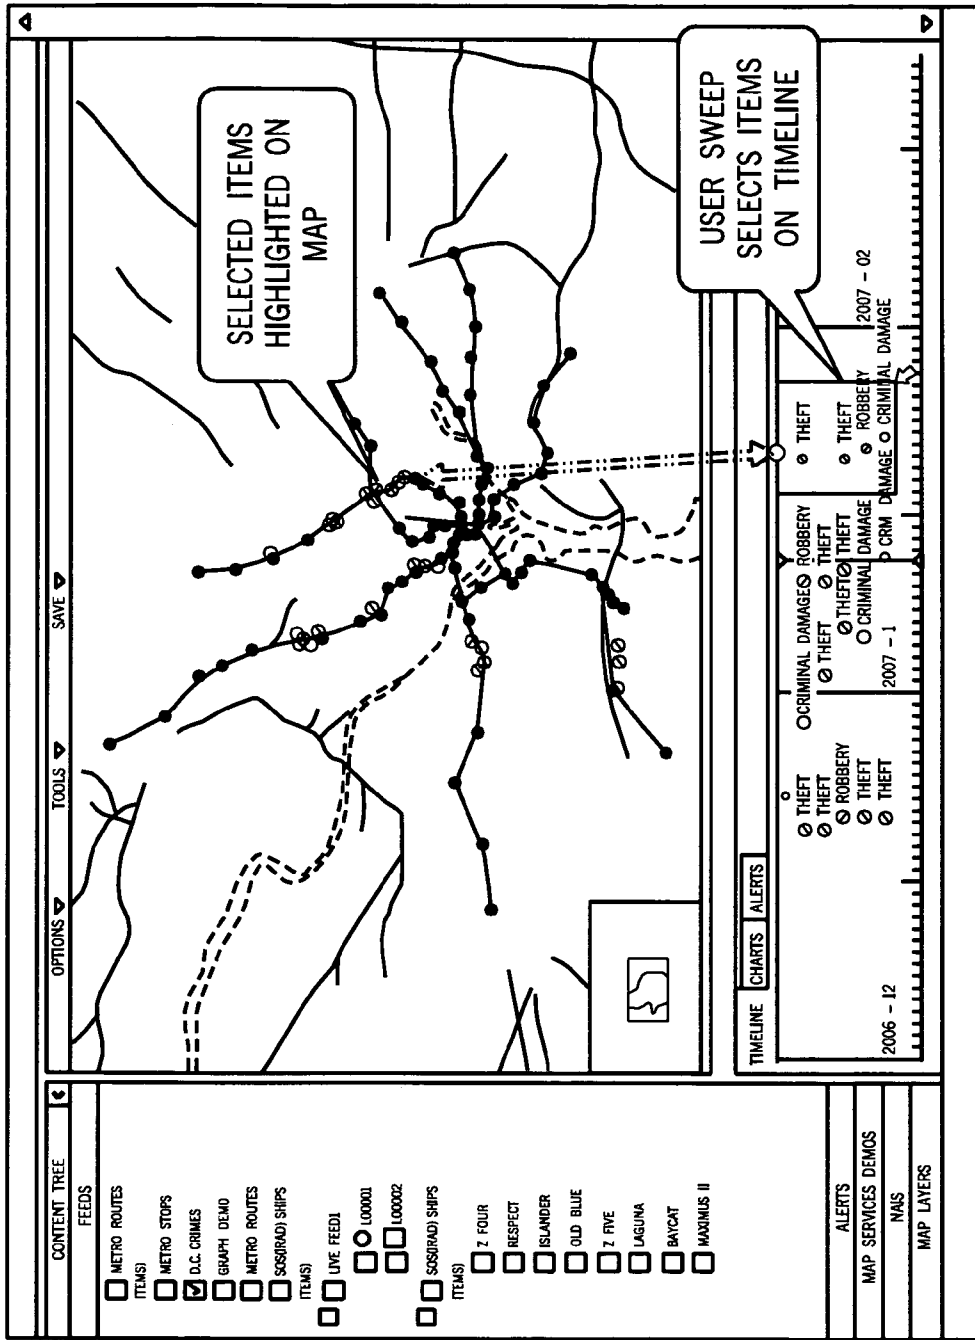 CONTENT TREE
FEEDS
METRO ROUTES
ITEMS)
METRO STOPS
D.C. CRIMES
GRAPH DEMO
METRO ROUTES
SOS(IRAD) SHIPS
ITEMS)
LIVE FEED1
L00001
L00002
SOS(IRAD) SHIPS
ITEMS)
Z FOUR
RESPECT
ISLANDER
OLD BLUE
Z FIVE
LAGUNA
BAYCAT
MAXIMUS II
ALERTS
MAP SERVICES DEMOS
NAIS
MAP LAYERS
OPTIONS
TOOLS
SAVE
SELECTED ITEMS
HIGHLIGHTED ON
MAP
USER SWEEP
SELECTS ITEMS
ON TIMELINE
TIMELINE
CHARTS
ALERTS
THEFT
THEFT
ROBBERY
THEFT
THEFT
CRIMINAL DAMAGE
ROBBERY
THEFT
THEFT
THEFT
THEFT
CRIMINAL DAMAGE
CRM DAMAGE
THEFT
THEFT
ROBBERY
CRIMINAL DAMAGE
2006 - 12
2007 - 1
2007 - 02